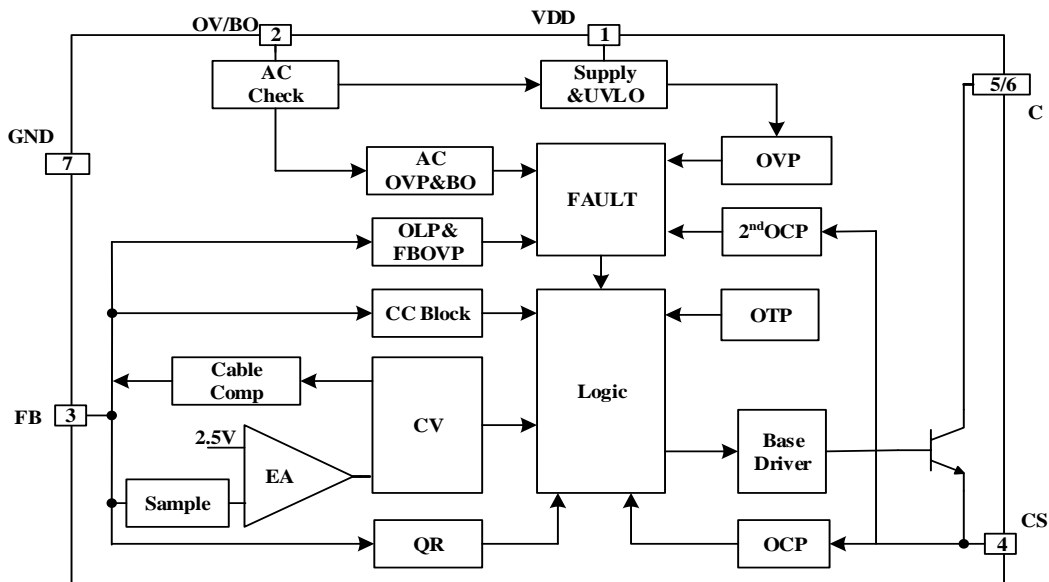 OV/BO
VDD
2
1
AC
Check
Supply
&UVLO
5/6
C
GND
7
AC
OVP&BO
FAULT
OVP
OLP&
FBOVP
2ndOCP
CC Block
OTP
Cable
Comp
Logic
FB
3
CV
2.5V
EA
Base
Driver
Sample
CS
QR
OCP
4